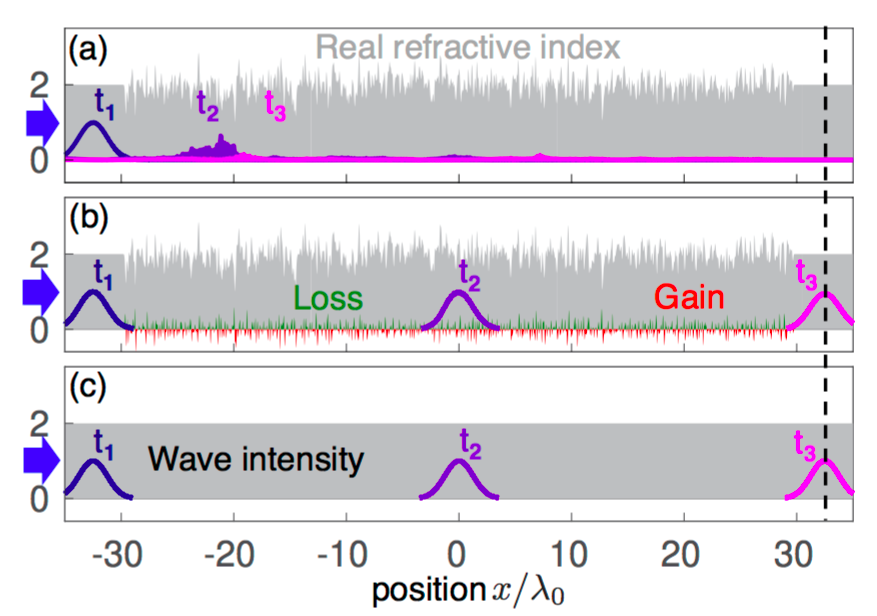 (a) Real refractive index
2
t1 t2 t3
0
(b)
2
t1 t2 t3
Loss Gain
0
(c)
2
t1 t2 t3
Wave intensity
0
-30 -20 -10 0 10 20 30
position x/λ0